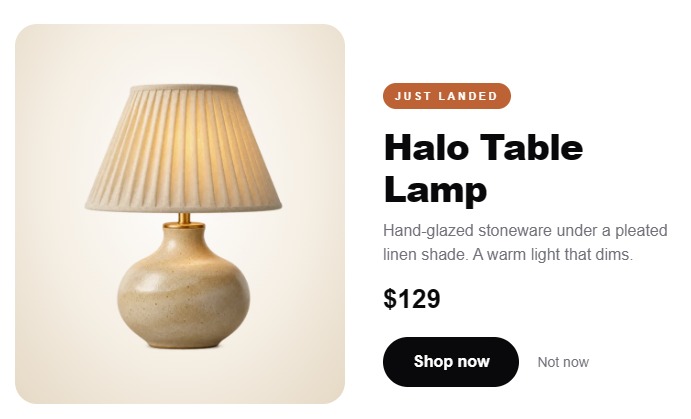 JUST LANDED
Halo Table
Lamp
Hand-glazed stoneware under a pleated
linen shade. A warm light that dims.
$129
Shop now
Not now